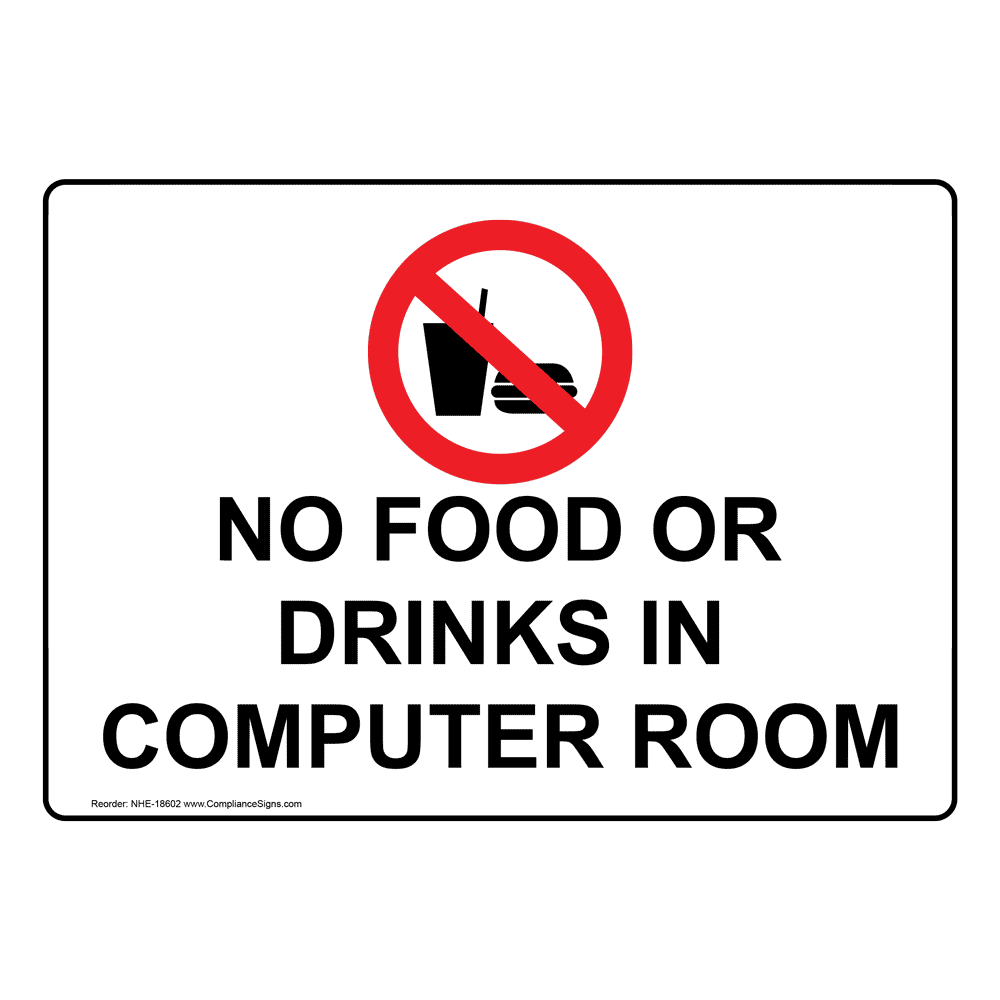 NO FOOD OR
DRINKS IN
COMPUTER ROOM
Reorder: NHE-18602 www.ComplianceSigns.com